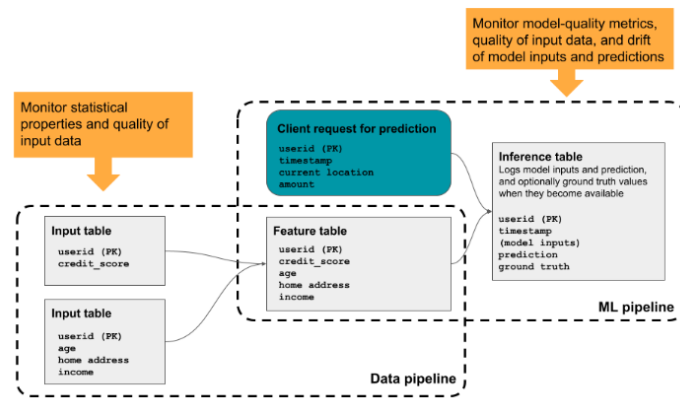 Monitor model-quality metrics,
quality of input data, and drift
of model inputs and predictions
Monitor statistical
properties and quality of
input data
Client request for prediction
userid (PK)
timestamp
current location
amount
Inference table
Logs model inputs and prediction,
and optionally ground truth values
when they become available
userid (PK)
timestamp
(model inputs)
prediction
ground truth
Input table
userid (PK)
credit_score
Feature table
userid (PK)
credit_score
age
home address
income
Input table
userid (PK)
age
home address
income
ML pipeline
Data pipeline